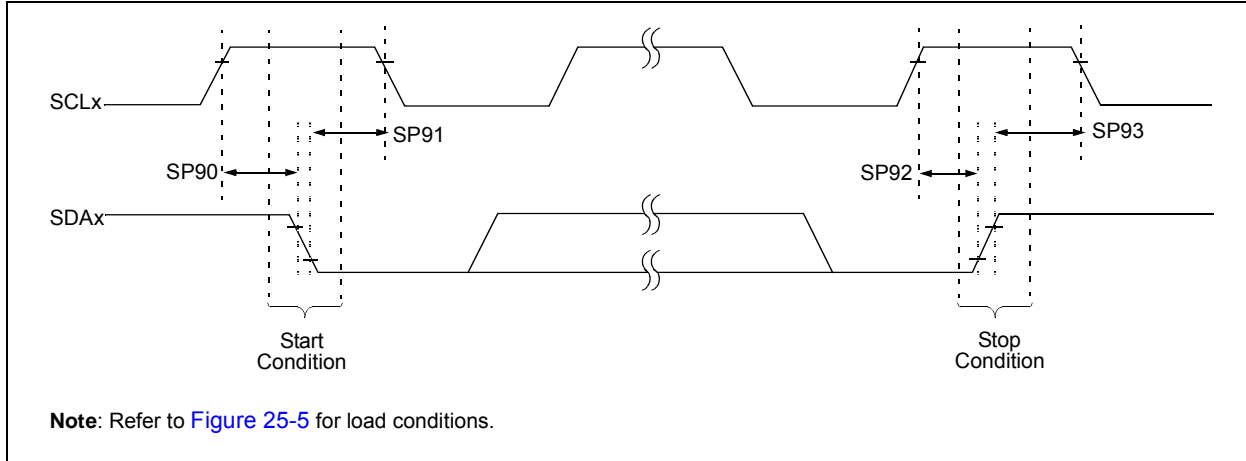 SCLx
SP91
SP93
SP90
SP92
SDAx
Start
Condition
Stop
Condition
Note: Refer to Figure 25-5 for load conditions.